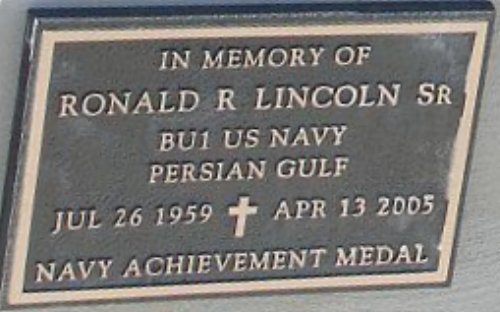 IN MEMORY OF
RONALD R LINCOLN SR
BU1 US NAVY
PERSIAN GULF
JUL 26 1959 APR 13 2005
NAVY ACHIEVEMENT MEDAL